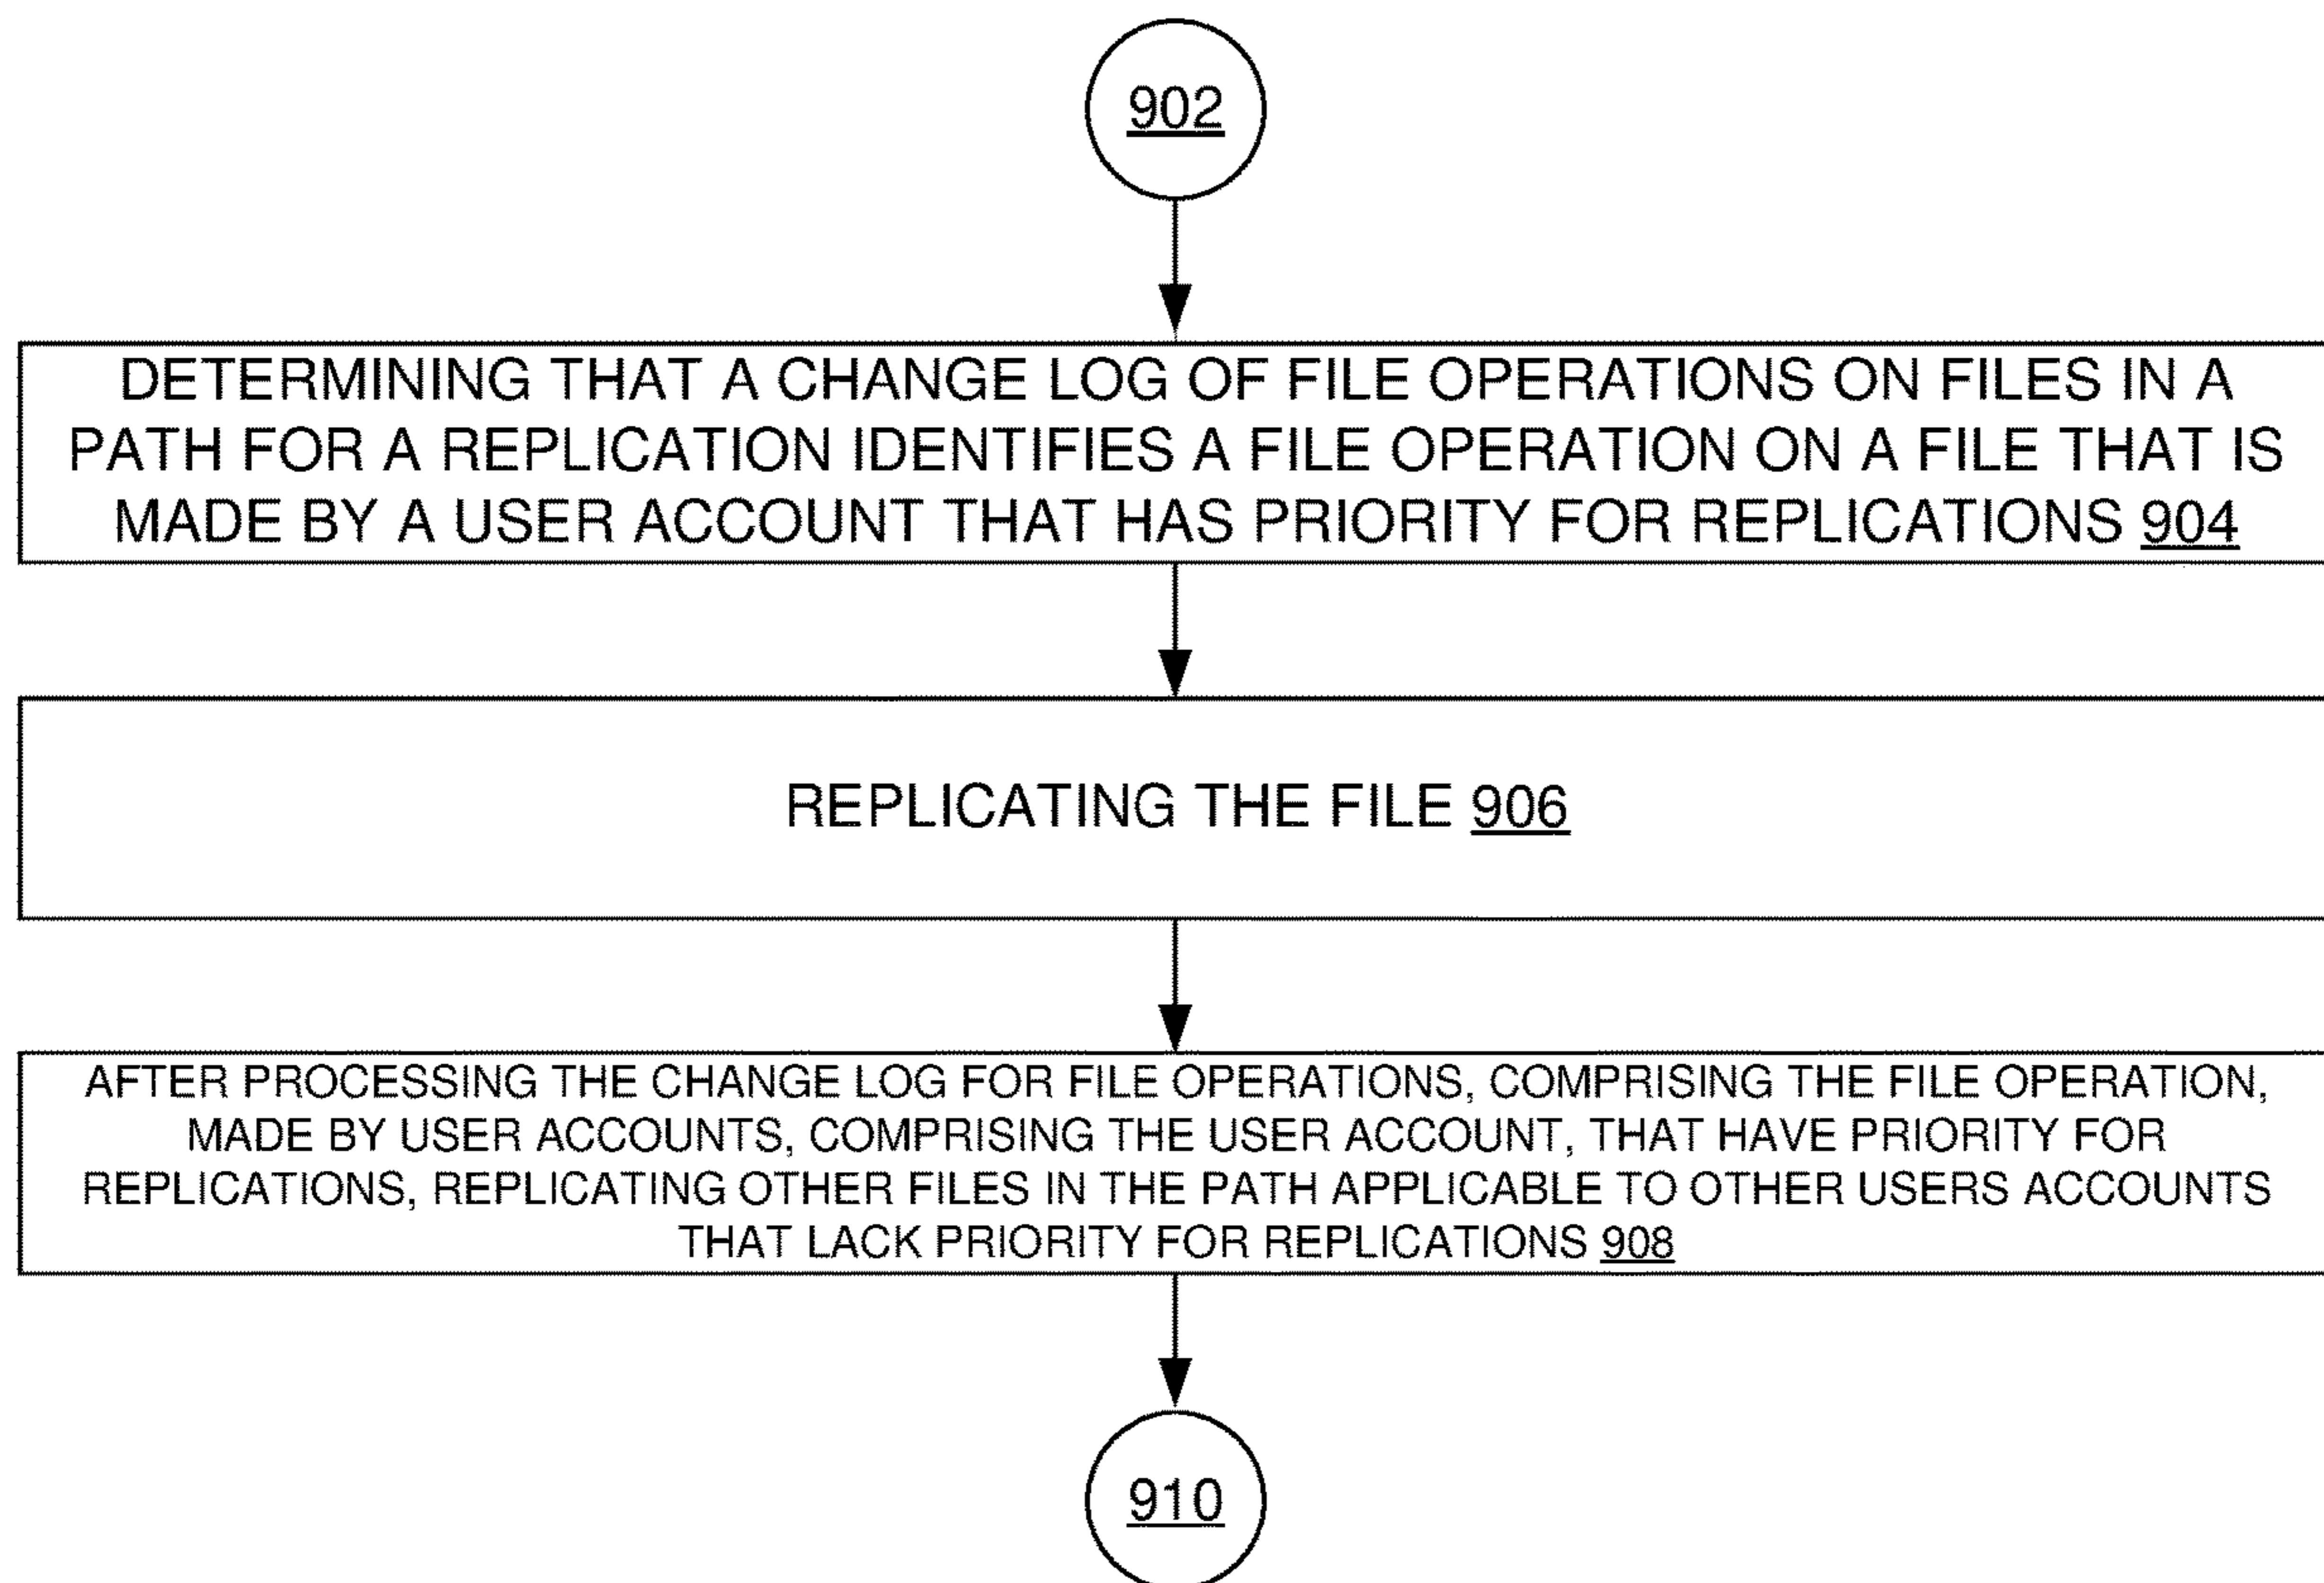 902
DETERMINING THAT A CHANGE LOG OF FILE OPERATIONS ON FILES IN A
PATH FOR A REPLICATION IDENTIFIES A FILE OPERATION ON A FILE THAT IS
MADE BY A USER ACCOUNT THAT HAS PRIORITY FOR REPLICATIONS 904
REPLICATING THE FILE 906
AFTER PROCESSING THE CHANGE LOG FOR FILE OPERATIONS, COMPRISING THE FILE OPERATION,
MADE BY USER ACCOUNTS, COMPRISING THE USER ACCOUNT, THAT HAVE PRIORITY FOR
REPLICATIONS, REPLICATING OTHER FILES IN THE PATH APPLICABLE TO OTHER USERS ACCOUNTS
THAT LACK PRIORITY FOR REPLICATIONS 908
910